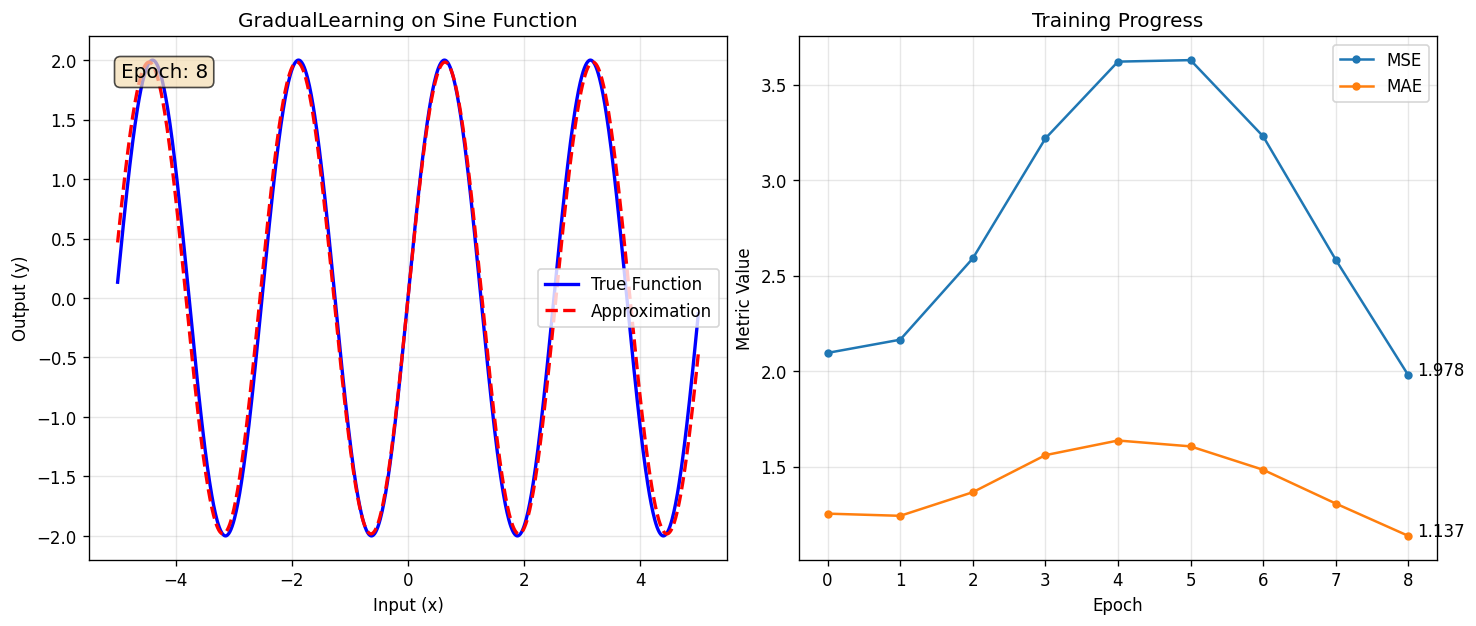 GradualLearning on Sine Function
Epoch: 8
2.0
1.5
1.0
0.5
0.0
−0.5
−1.0
−1.5
−2.0
Output (y)
True Function
Approximation
−4
−2
0
2
4
Input (x)
Training Progress
MSE
MAE
3.5
3.0
2.5
2.0
1.5
Metric Value
1.978
1.137
0
1
2
3
4
5
6
7
8
Epoch